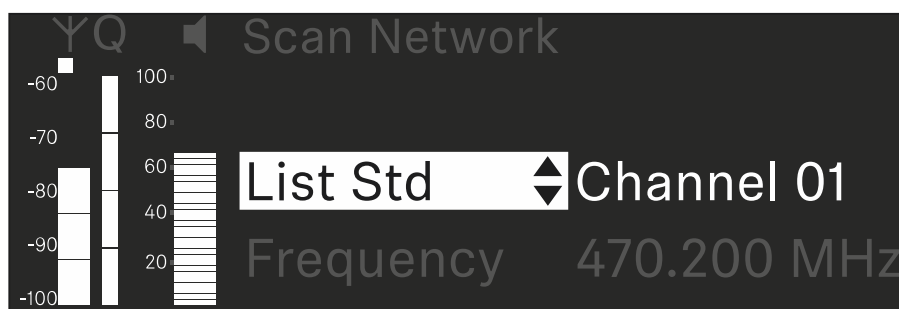 Q Scan Network
-60 100
-70 80
60 List Std Channel 01
-80
40
-90 Frequency 470.200 MHz
20
-100